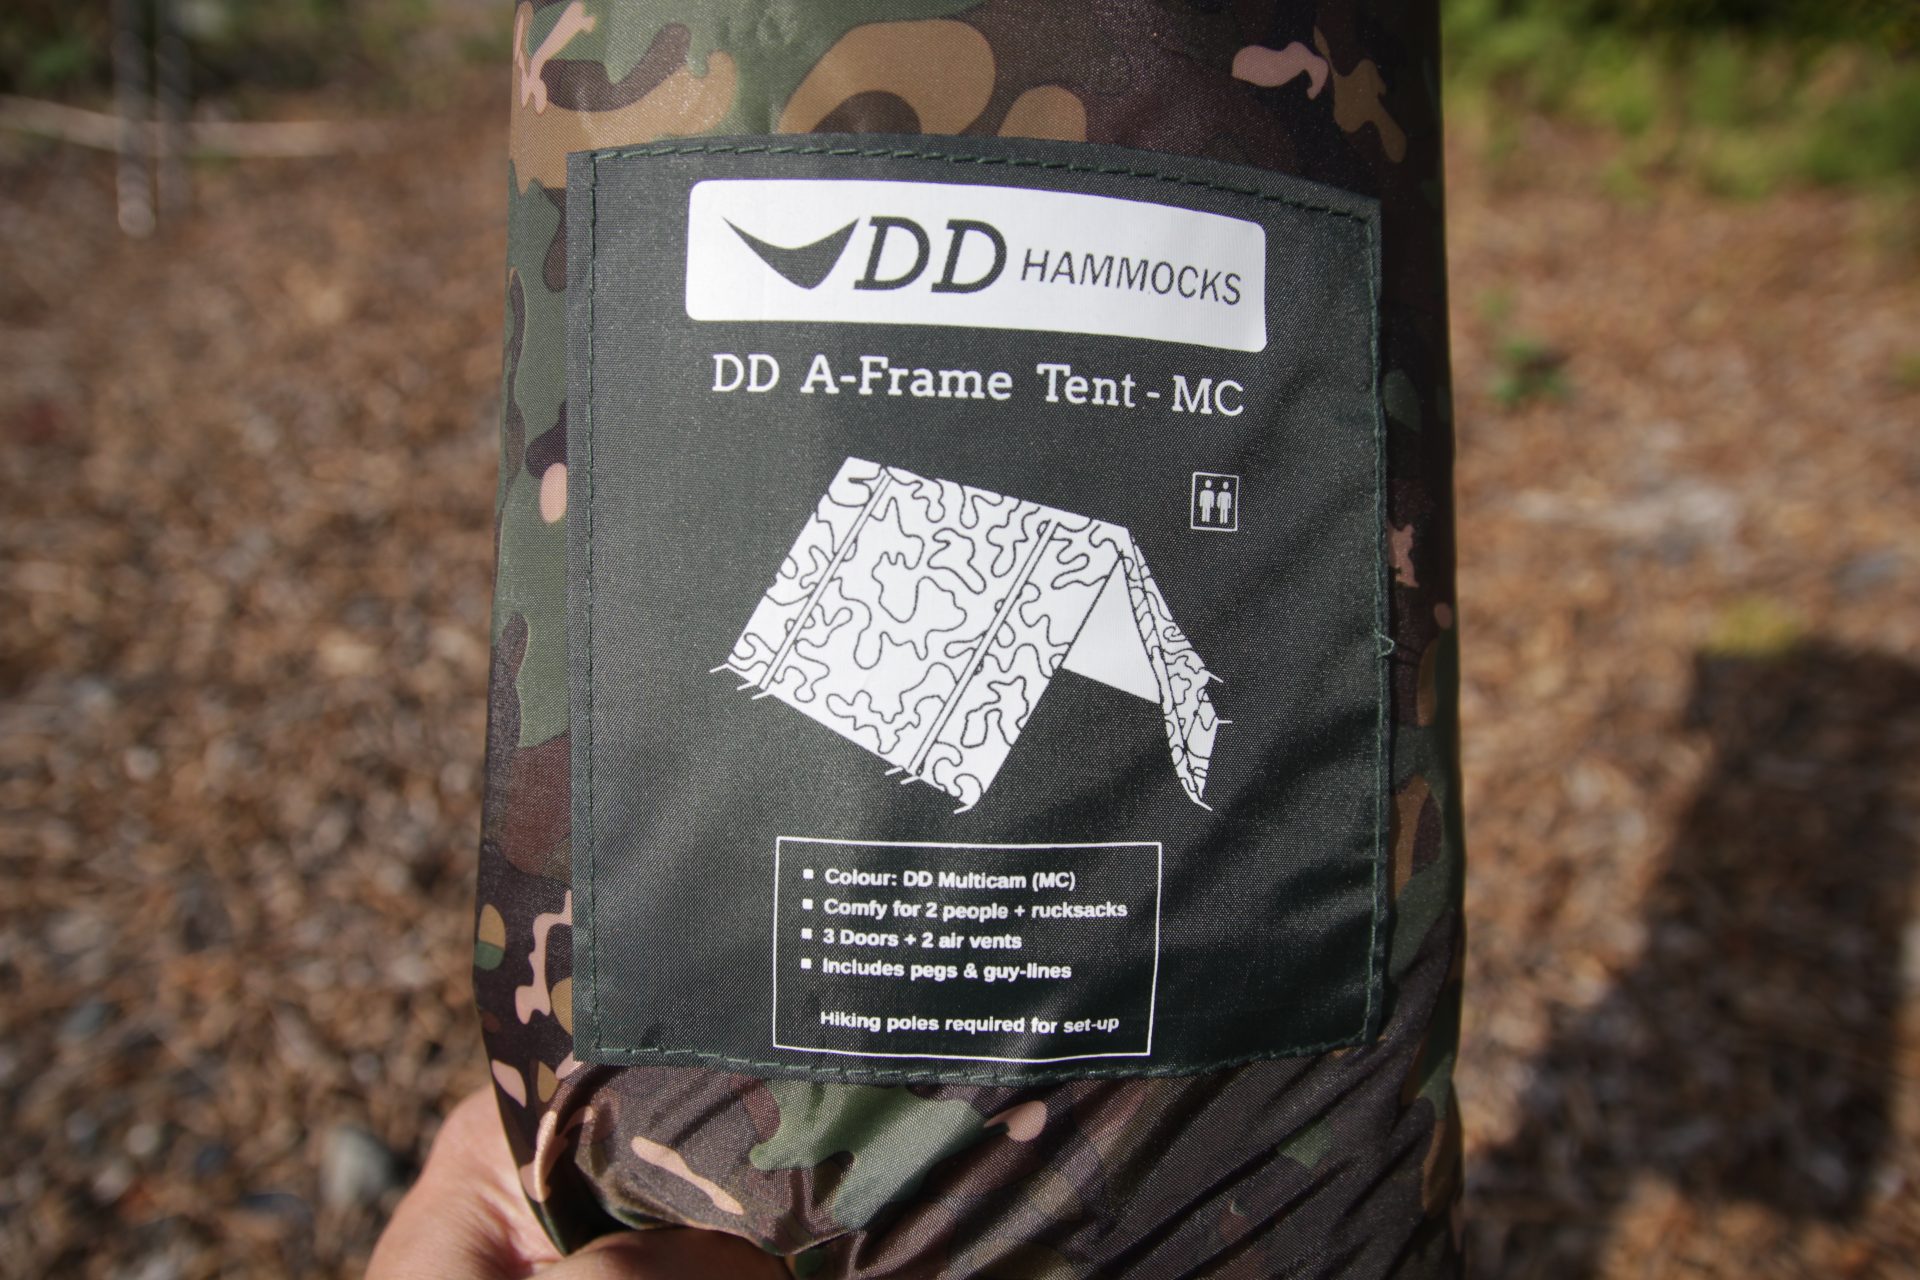 DD HAMMOCKS
DD A-Frame Tent - MC
▪ Colour: DD Multicam (MC)
▪ Comfy for 2 people + rucksacks
▪ 3 Doors + 2 air vents
▪ Includes pegs & guy-lines
Hiking poles required for set-up